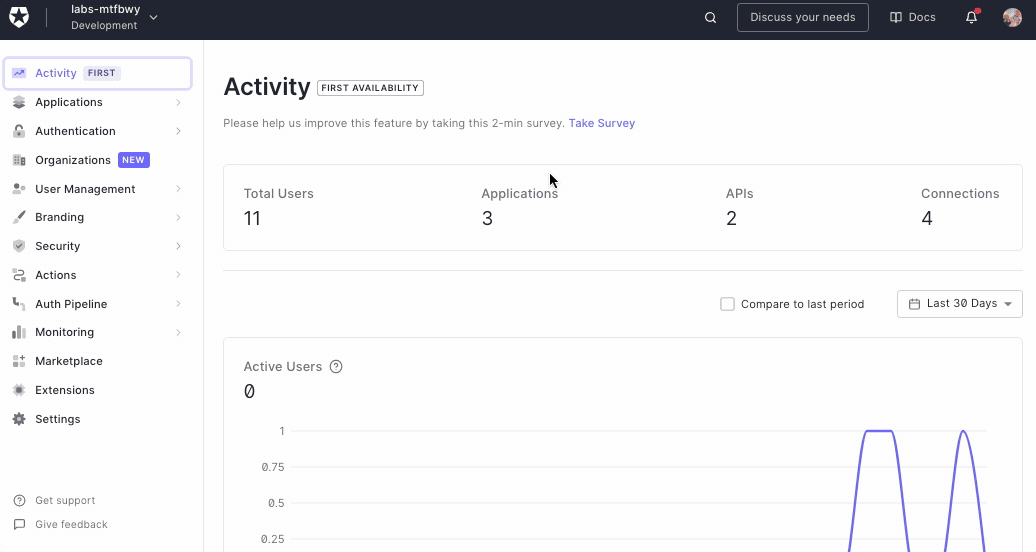 labs-mtfbwy
Development
Discuss your needs
Docs
Activity FIRST
Applications
Authentication
Organizations NEW
User Management
Branding
Security
Actions
Auth Pipeline
Monitoring
Marketplace
Extensions
Settings
Get support
Give feedback
Activity FIRST AVAILABILITY
Please help us improve this feature by taking this 2-min survey. Take Survey
Total Users
11
Applications
3
APIs
2
Connections
4
Compare to last period
Last 30 Days
Active Users
0
1
0.75
0.5
0.25